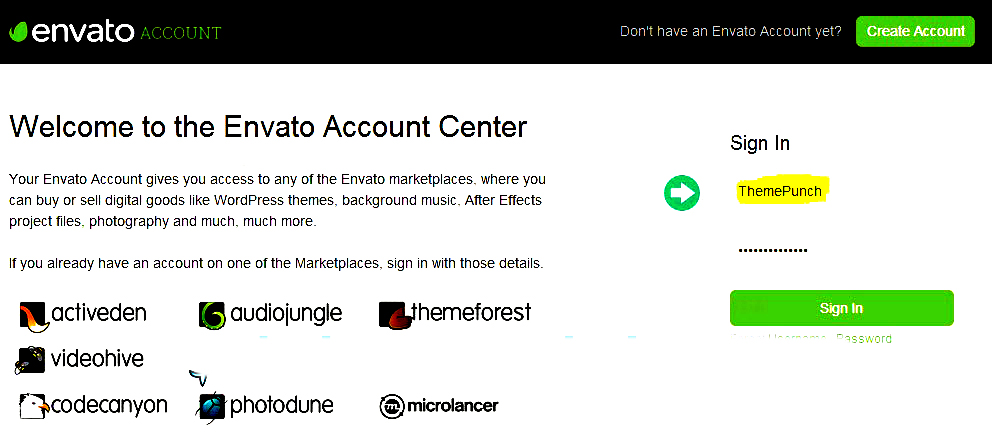 envato ACCOUNT
Don't have an Envato Account yet?
Create Account
Welcome to the Envato Account Center
Your Envato Account gives you access to any of the Envato marketplaces, where you
can buy or sell digital goods like WordPress themes, background music, After Effects
project files, photography and much, much more.
If you already have an account on one of the Marketplaces, sign in with those details.
activeden audiojungle themeforest
videohive
codecanyon photodune microlancer
Sign In
ThemePunch
••••••••••••••
Sign In
Username Password